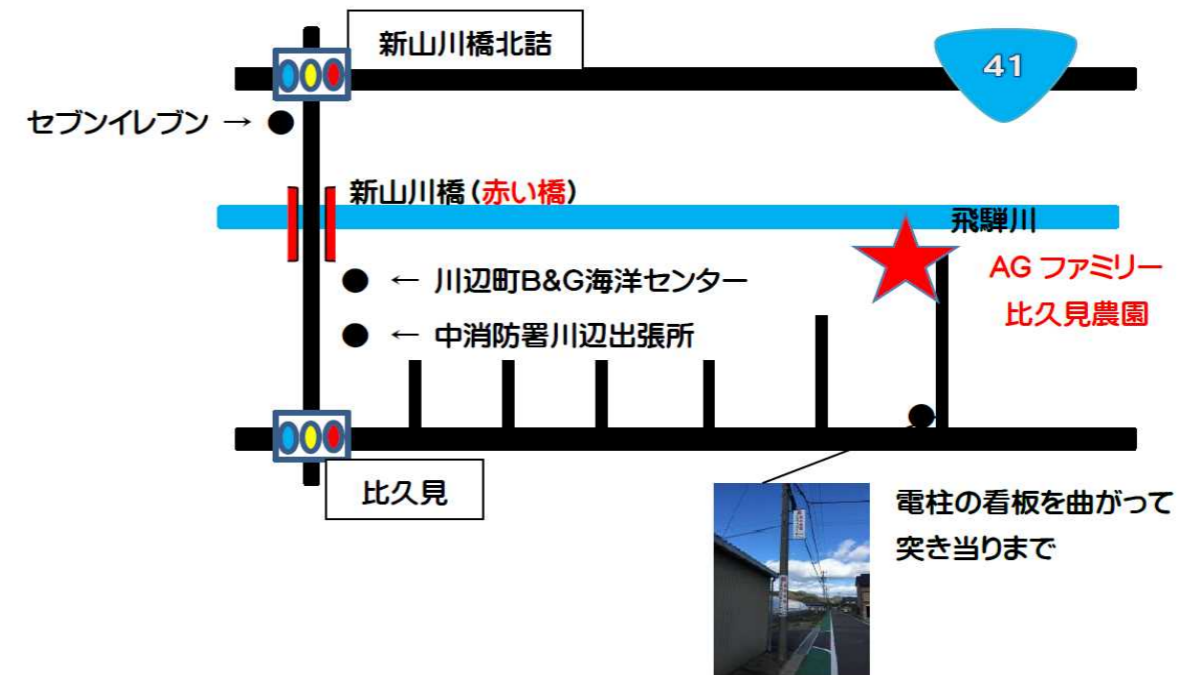 新山川橋北詰
41
セブンイレブン → ●
新山川橋(赤い橋)
飛騨川
● ← 川辺町B&G海洋センター
AG ファミリー
比久見農園
● ← 中消防署川辺出張所
比久見
電柱の看板を曲がって
突き当りまで